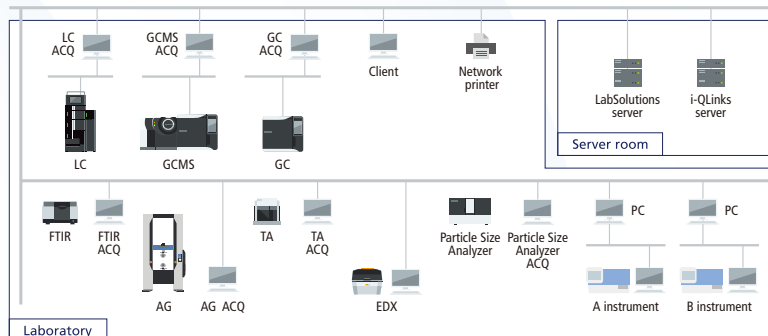 LC
ACQ
GCMS
ACQ
GC
ACQ
Client
Network
printer
LabSolutions
server
i-QLinks
server
Server room
LC
GCMS
GC
FTIR
FTIR
ACQ
AG
AG ACQ
TA
TA
ACQ
EDX
Particle Size
Analyzer
Particle Size
Analyzer
ACQ
PC
PC
A instrument
B instrument
Laboratory